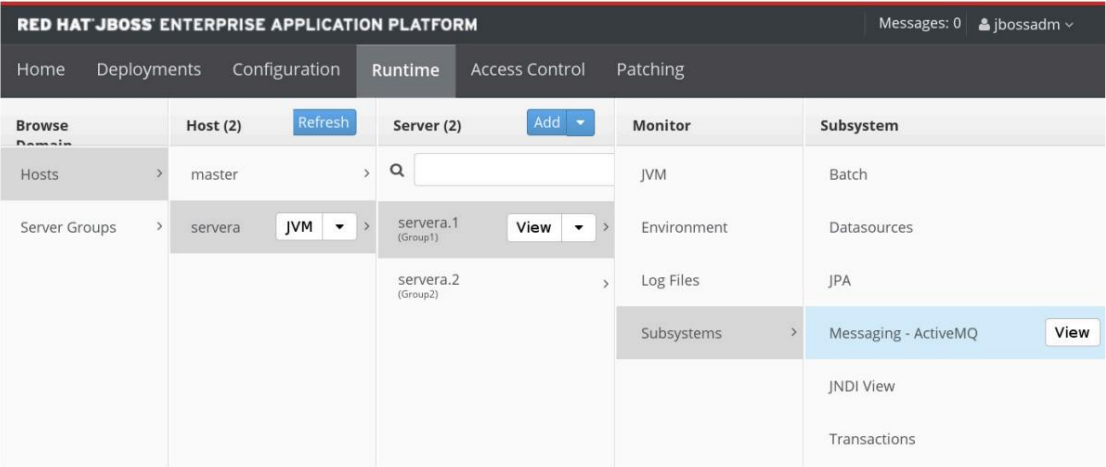 RED HAT JBOSS ENTERPRISE APPLICATION PLATFORM
Messages: 0
jbossadm
Home Deployments Configuration Runtime Access Control Patching
Browse
Domain
Host (2)
Refresh
Server (2)
Add
Monitor
Subsystem
Hosts
Server Groups
master
servera
JVM
servera.1
(Group1)
View
servera.2
(Group2)
JVM
Environment
Log Files
Subsystems
Batch
Datasources
JPA
Messaging - ActiveMQ
View
JNDI View
Transactions